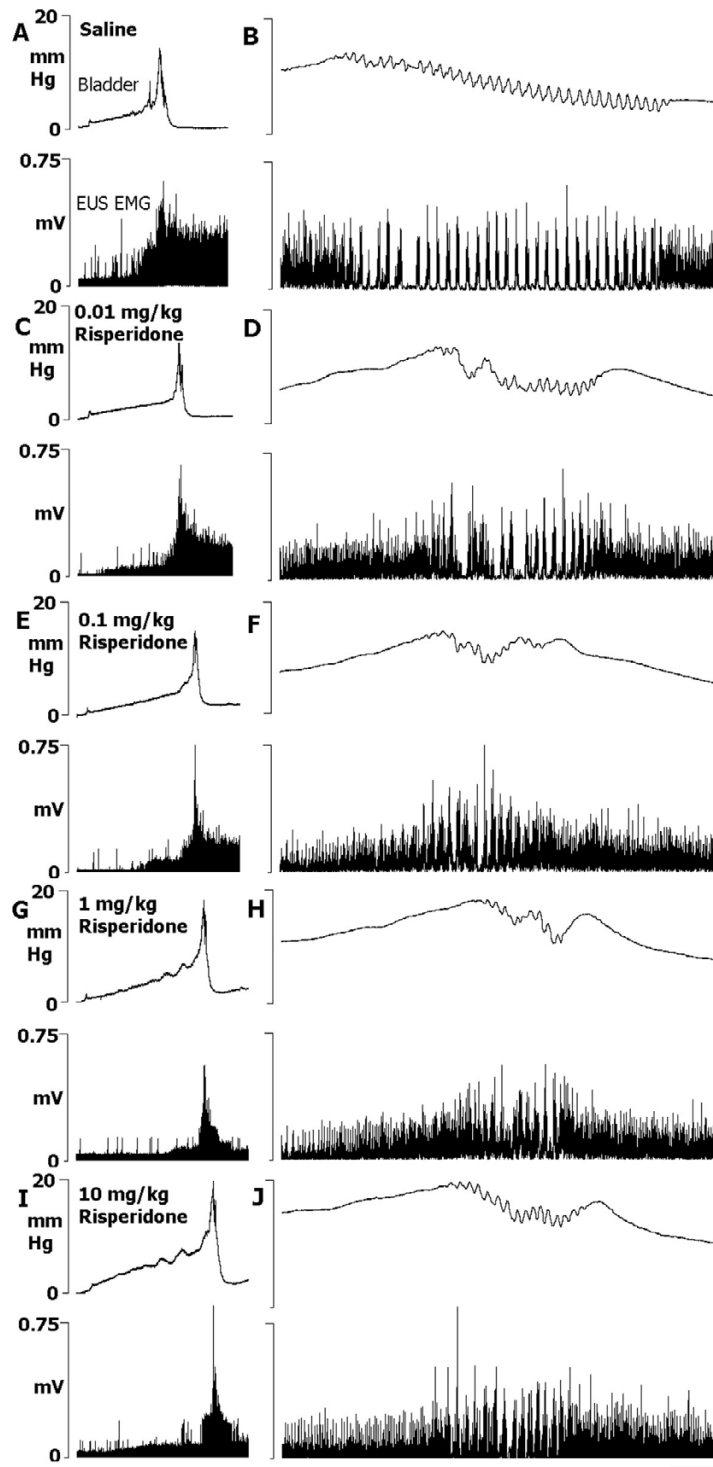 A
20
Saline
B
mm
Hg
Bladder
0
0.75
EUS EMG
mV
0
20
C
0.01 mg/kg
Risperidone
D
mm
Hg
0
0.75
mV
0
20
E
0.1 mg/kg
Risperidone
F
mm
Hg
0
0.75
mV
0
20
G
1 mg/kg
Risperidone
H
mm
Hg
0
0.75
mV
0
20
I
10 mg/kg
Risperidone
J
mm
Hg
0
0.75
mV
0